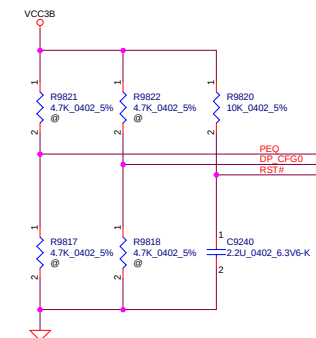 VCC3B
1
1
1
R9821
4.7K_0402_5%
@
R9822
4.7K_0402_5%
@
R9820
10K_0402_5%
2
2
2
PEQ
DP_CFG0
RST#
1
1
1
R9817
4.7K_0402_5%
@
R9818
4.7K_0402_5%
@
C9240
2.2U_0402_6.3V6-K
2
2
2